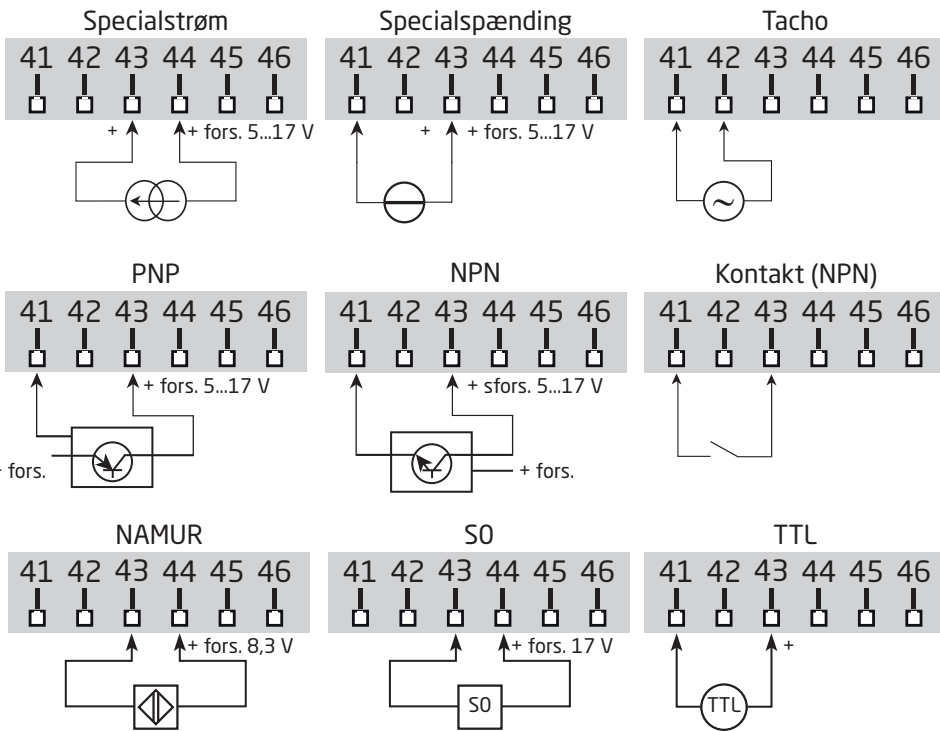 Specialstrøm Specialspænding Tacho
41 42 43 44 45 46 41 42 43 44 45 46 41 42 43 44 45 46
+ + fors. 5...17 V + + fors. 5...17 V
~
PNP NPN Kontakt (NPN)
41 42 43 44 45 46 41 42 43 44 45 46 41 42 43 44 45 46
+ fors. 5...17 V + sfors. 5...17 V
+ fors. + fors.
NAMUR S0 TTL
41 42 43 44 45 46 41 42 43 44 45 46 41 42 43 44 45 46
+ fors. 8,3 V + fors. 17 V +
S0 TTL